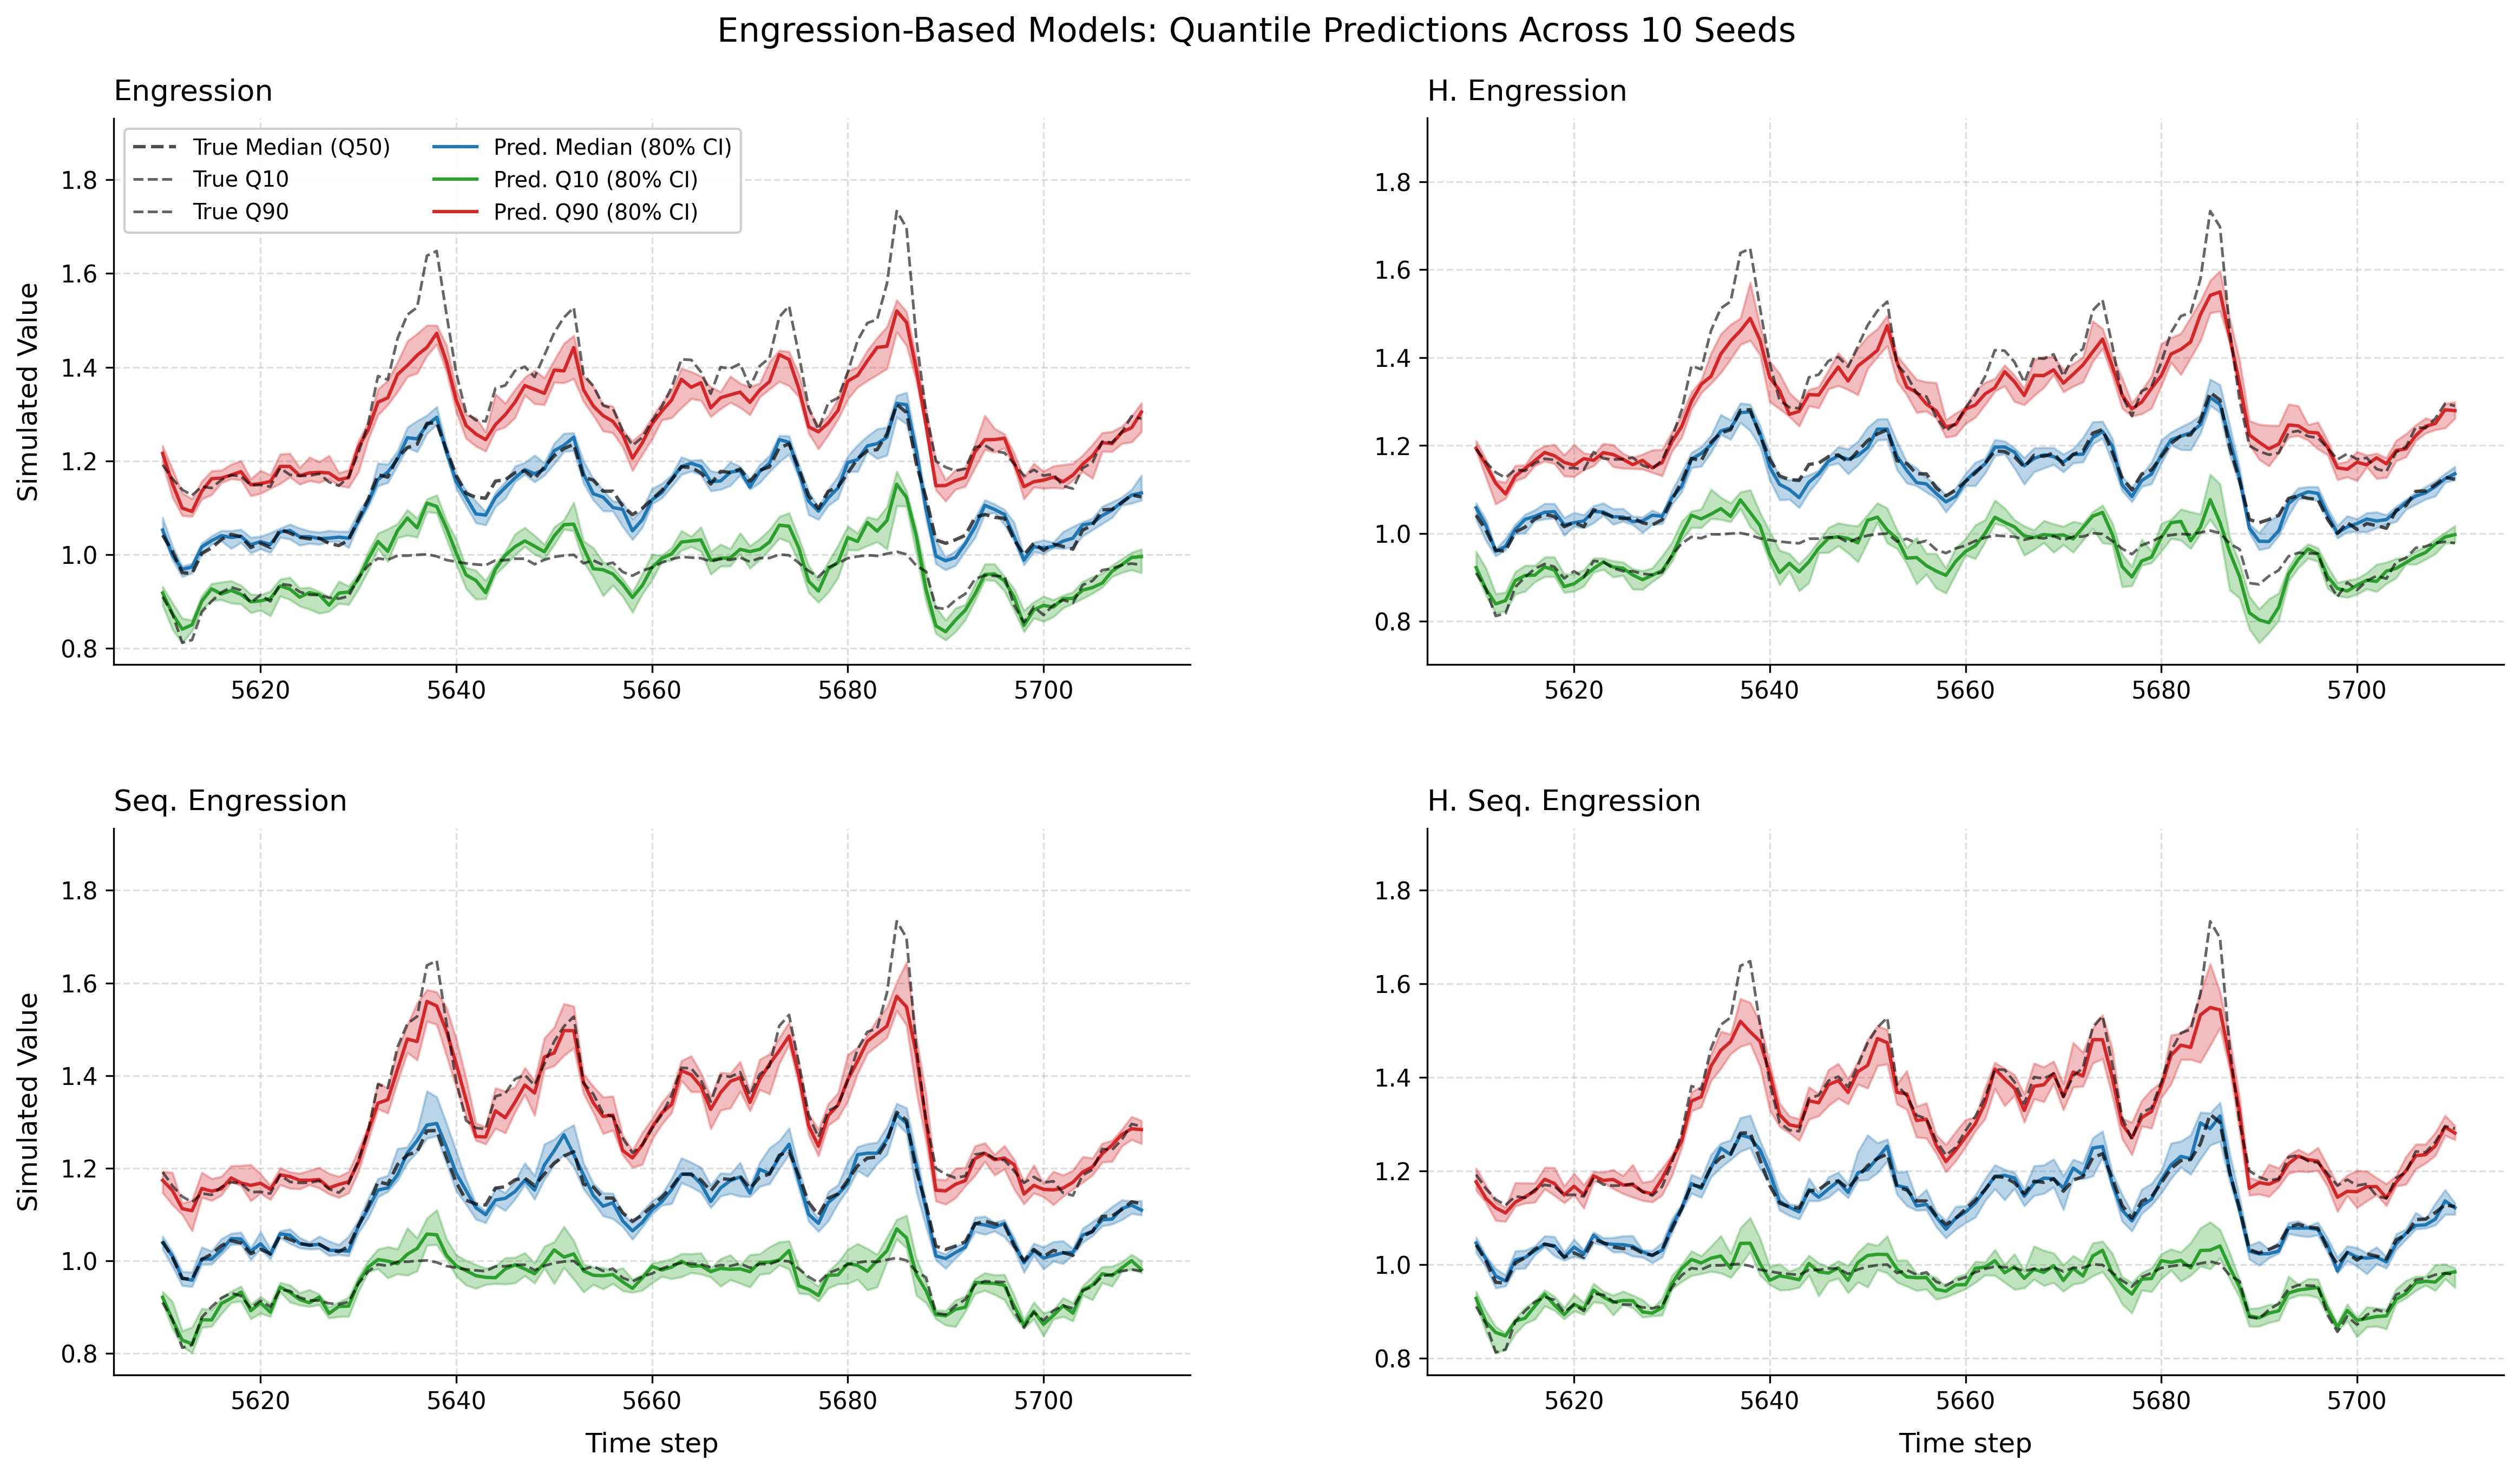 Engression-Based Models: Quantile Predictions Across 10 Seeds
Engression
True Median (Q50)
True Q10
True Q90
Pred. Median (80% CI)
Pred. Q10 (80% CI)
Pred. Q90 (80% CI)
Simulated Value
1.8
1.6
1.4
1.2
1.0
0.8
5620 5640 5660 5680 5700
H. Engression
1.8
1.6
1.4
1.2
1.0
0.8
5620 5640 5660 5680 5700
Seq. Engression
Simulated Value
1.8
1.6
1.4
1.2
1.0
0.8
5620 5640 5660 5680 5700
Time step
H. Seq. Engression
1.8
1.6
1.4
1.2
1.0
0.8
5620 5640 5660 5680 5700
Time step